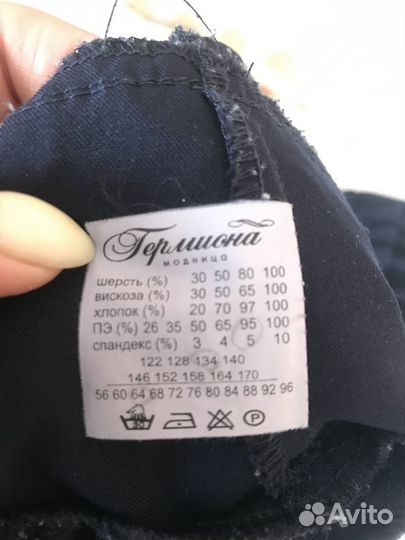 Гермиона
МОДНИЦА
шерсть (%) 30 50 80 100
вискоза (%) 30 50 65 100
хлопок (%) 20 70 97 100
ПЭ (%) 26 35 50 65 95 100
спандекс (%) 3 4 5 10
122 128 134 140
146 152 158 164 170
56 60 64 68 72 76 80 84 88 92 96
40
P
Avito